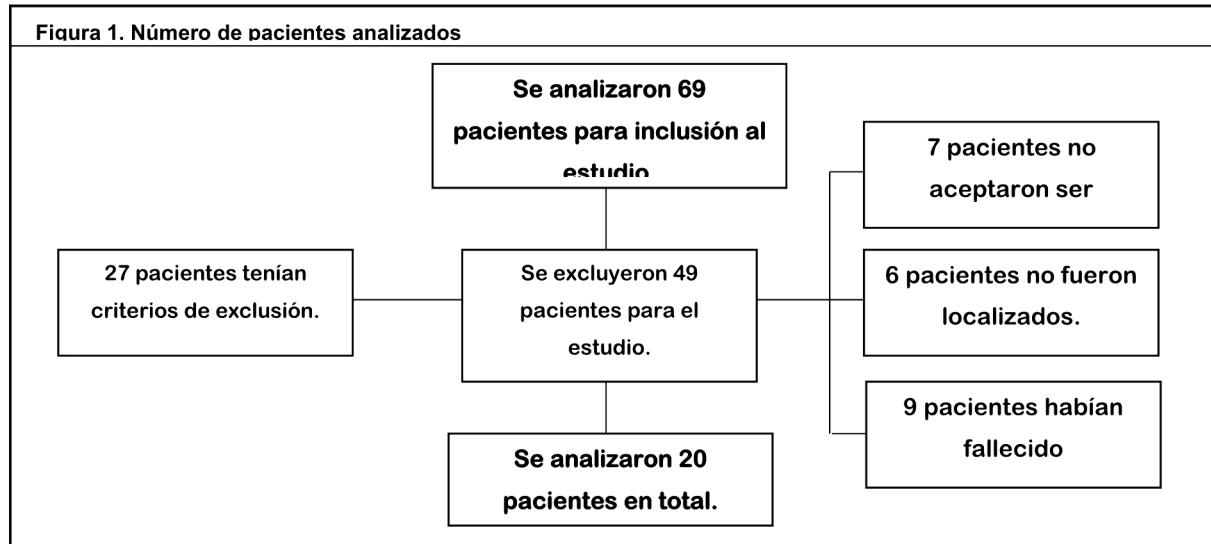 Figura 1. Número de pacientes analizados
Se analizaron 69
pacientes para inclusión al
estudio
7 pacientes no
aceptaron ser
27 pacientes tenían
criterios de exclusión.
Se excluyeron 49
pacientes para el
estudio.
6 pacientes no fueron
localizados.
9 pacientes habían
fallecido
Se analizaron 20
pacientes en total.